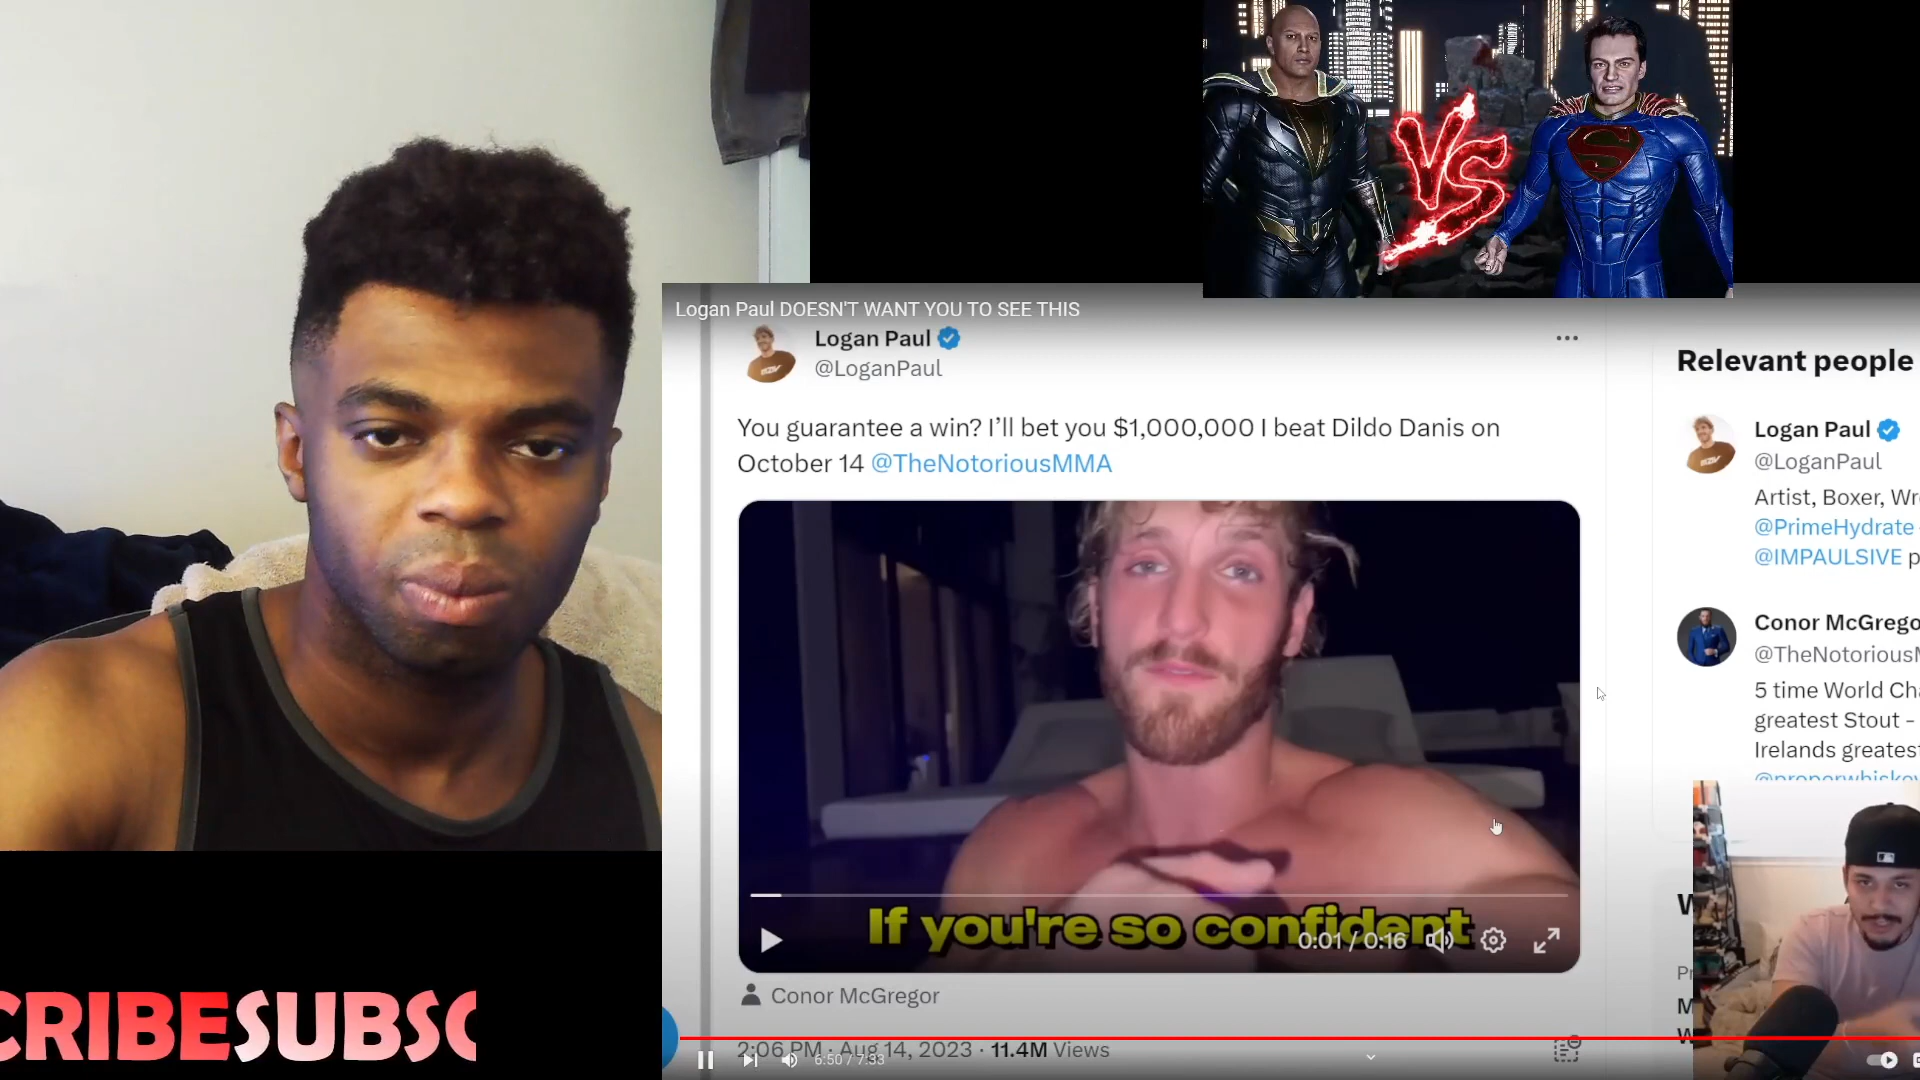 VS
Logan Paul DOESN'T WANT YOU TO SEE THIS
Logan Paul
@LoganPaul
You guarantee a win? I'll bet you $1,000,000 I beat Dildo Danis on
October 14 @TheNotoriousMMA
If you're so confident
0:01 / 0:16
Conor McGregor
2:06 PM · Aug 14, 2023 · 11.4M Views
6:50 / 7:33
Relevant people
Logan Paul
@LoganPaul
Artist, Boxer, Wr
@PrimeHydrate
@IMPAULSIVE p
Conor McGrego
@TheNotoriousM
5 time World Cha
greatest Stout -
Irelands greatest
@properwhiskey
CRIBESUBSC